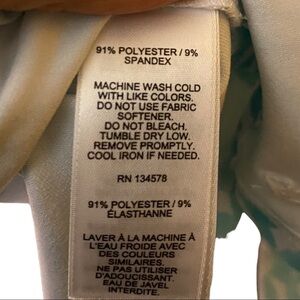 91% POLYESTER / 9%
SPANDEX
MACHINE WASH COLD
WITH LIKE COLORS.
DO NOT USE FABRIC
SOFTENER.
DO NOT BLEACH.
TUMBLE DRY LOW.
REMOVE PROMPTLY.
COOL IRON IF NEEDED.
RN 134578
91% POLYESTER / 9%
ÉLASTHANNE
LAVER À LA MACHINE À
L'EAU FROIDE AVEC
DES COULEURS
SIMILAIRES.
NE PAS UTILISER
D'ADOUCISSANT.
EAU DE JAVEL
INTERDITE.